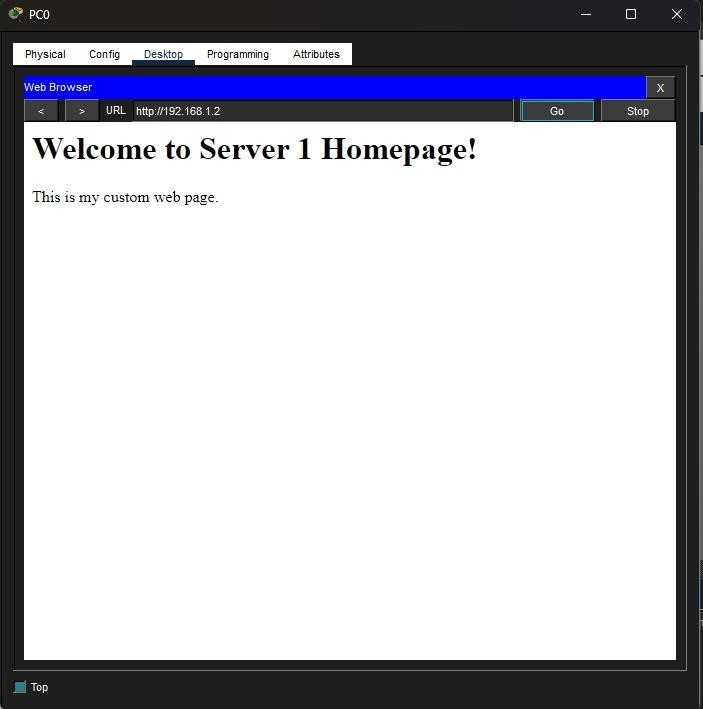 PC0
Physical Config Desktop Programming Attributes
Web Browser X
< > URL http://192.168.1.2 Go Stop
Welcome to Server 1 Homepage!
This is my custom web page.
Top